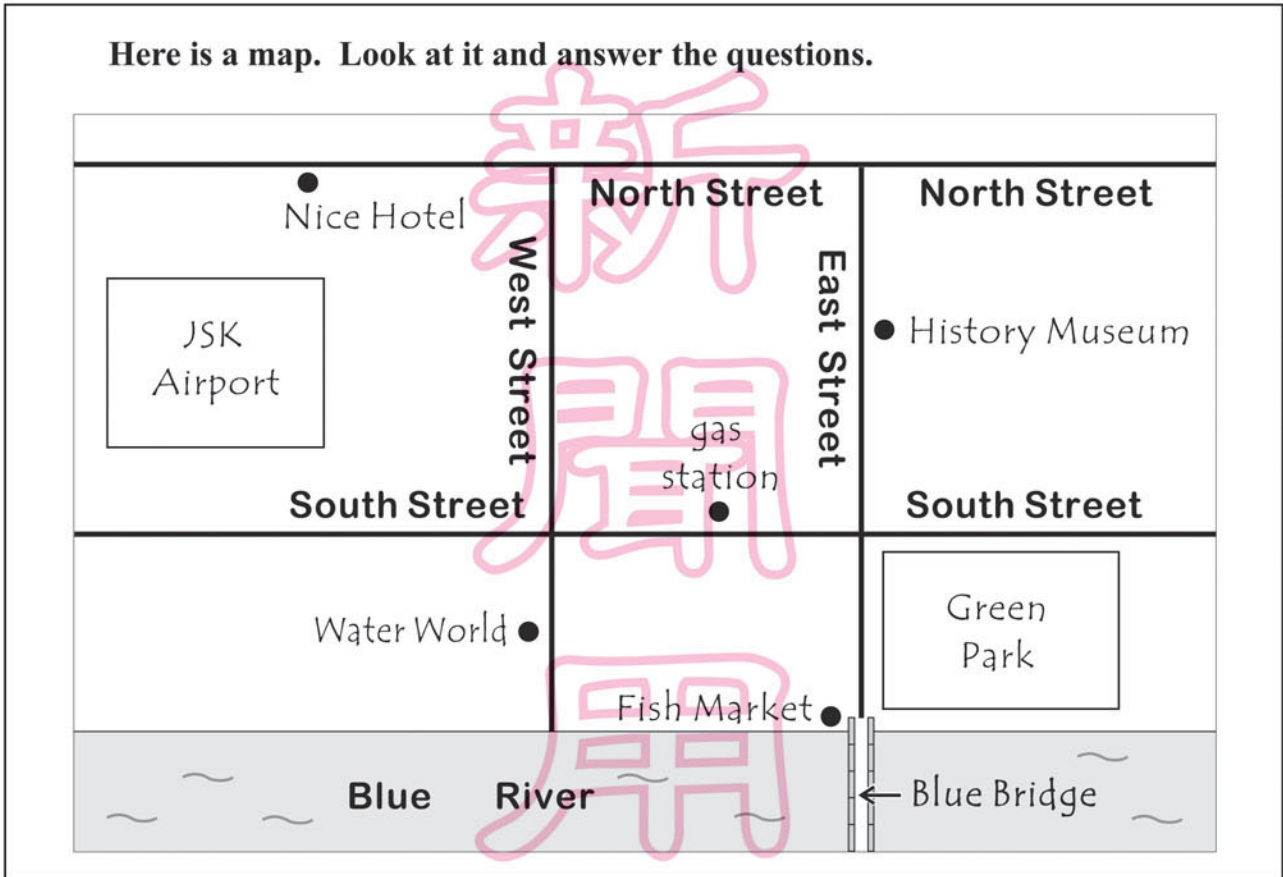 Here is a map. Look at it and answer the questions.
North Street
North Street
Nice Hotel
West Street
East Street
JSK
Airport
History Museum
gas
station
South Street
South Street
Water World
Green
Park
Fish Market
Blue River
Blue Bridge
新聞用